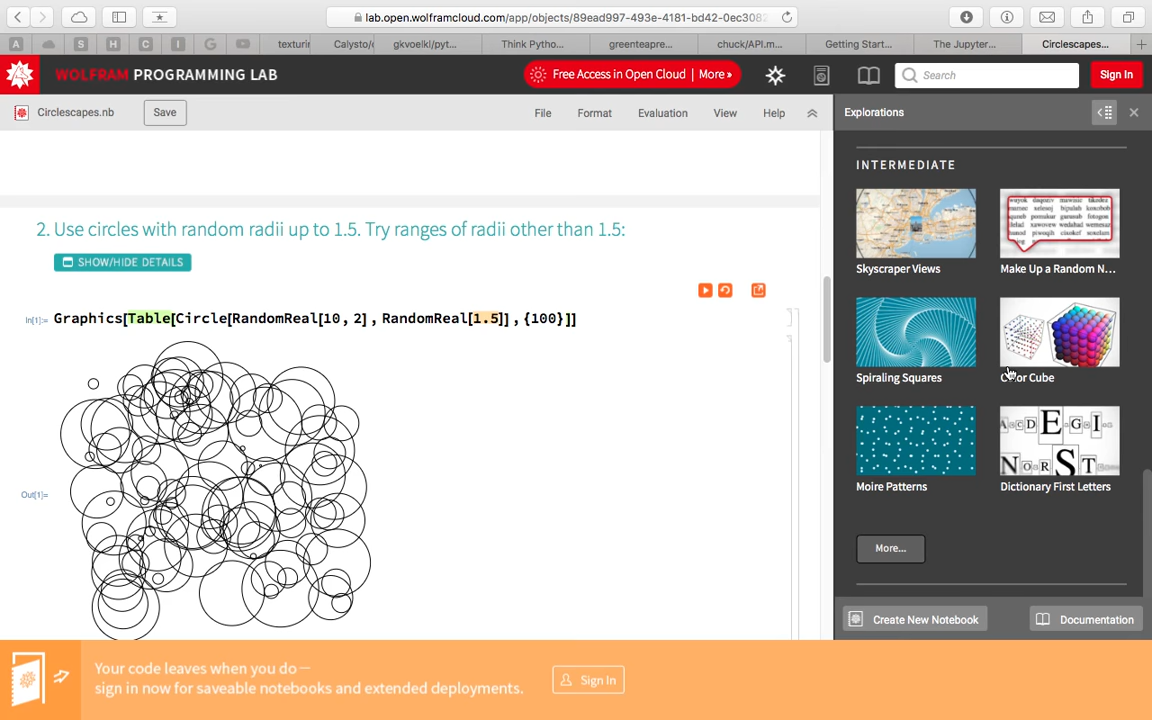 lab.open.wolframcloud.com/app/objects/89ead997-493e-4181-bd42-0ec3082
A S H C I G texturin Calysto/c gkvoelkl/pyt... Think Pytho... greenteapre... chuck/API.m... Getting Start... The Jupyter... Circlescapes...
WOLFRAM PROGRAMMING LAB
Free Access in Open Cloud | More »
Search
Sign In
Circlescapes.nb
Save
File Format Evaluation View Help
Explorations
INTERMEDIATE
Skyscraper Views
Make Up a Random N...
Spiraling Squares
Color Cube
Moire Patterns
Dictionary First Letters
More...
Create New Notebook
Documentation
2. Use circles with random radii up to 1.5. Try ranges of radii other than 1.5:
SHOW/HIDE DETAILS
In[1]:= Graphics[Table[Circle[RandomReal[10, 2], RandomReal[1.5]], {100}]]
Out[1]=
Your code leaves when you do—
sign in now for saveable notebooks and extended deployments.
Sign In